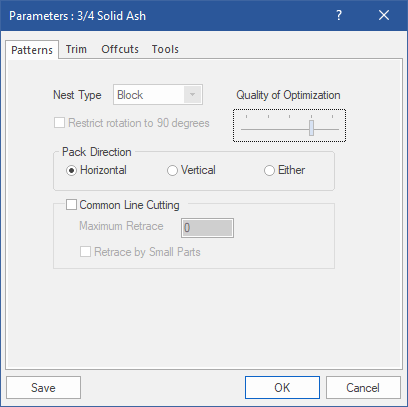 Parameters : 3/4 Solid Ash ?
Patterns Trim Offcuts Tools
Nest Type Block Quality of Optimization
Restrict rotation to 90 degrees
Pack Direction
Horizontal Vertical Either
Common Line Cutting
Maximum Retrace 0
Retrace by Small Parts
Save OK Cancel